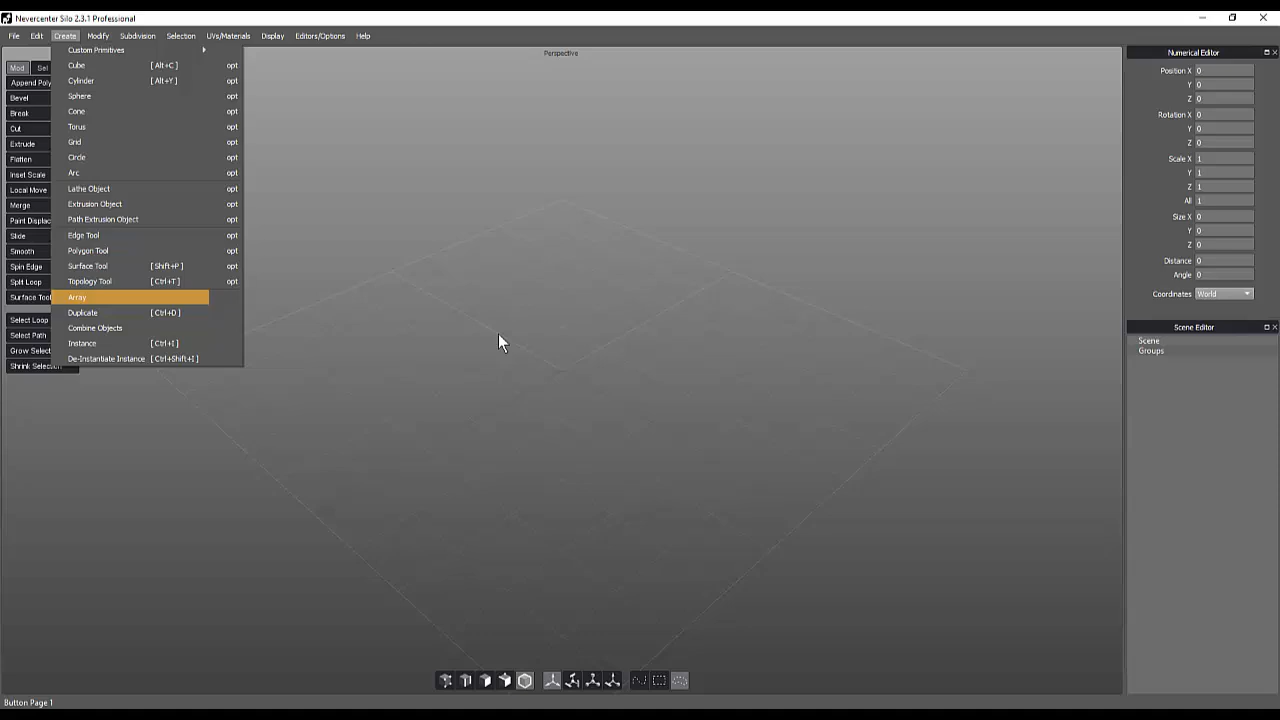 Nevercenter Silo 2.3.1 Professional
File Edit Create Modify Subdivision Selection UVs/Materials Display Editors/Options Help
Custom Primitives
Cube [Alt+C] opt
Cylinder [Alt+Y] opt
Sphere opt
Cone opt
Torus opt
Grid opt
Circle opt
Arc opt
Lathe Object opt
Extrusion Object opt
Path Extrusion Object opt
Edge Tool opt
Polygon Tool opt
Surface Tool [Shift+P] opt
Topology Tool [Ctrl+T] opt
Array
Duplicate [Ctrl+D]
Combine Objects
Instance [Ctrl+I]
De-Instantiate Instance [Ctrl+Shift+I]
Mod Sel
Append Poly
Bevel
Break
Cut
Extrude
Flatten
Inset Scale
Local Move
Merge
Paint Displac
Slide
Smooth
Spin Edge
Split Loop
Surface Tool
Select Loop
Select Path
Grow Select
Shrink Selection
Perspective
Numerical Editor
Position X 0
Y 0
Z 0
Rotation X 0
Y 0
Z 0
Scale X 1
Y 1
Z 1
All 1
Size X 0
Y 0
Z 0
Distance 0
Angle 0
Coordinates World
Scene Editor
Scene
Groups
Button Page 1